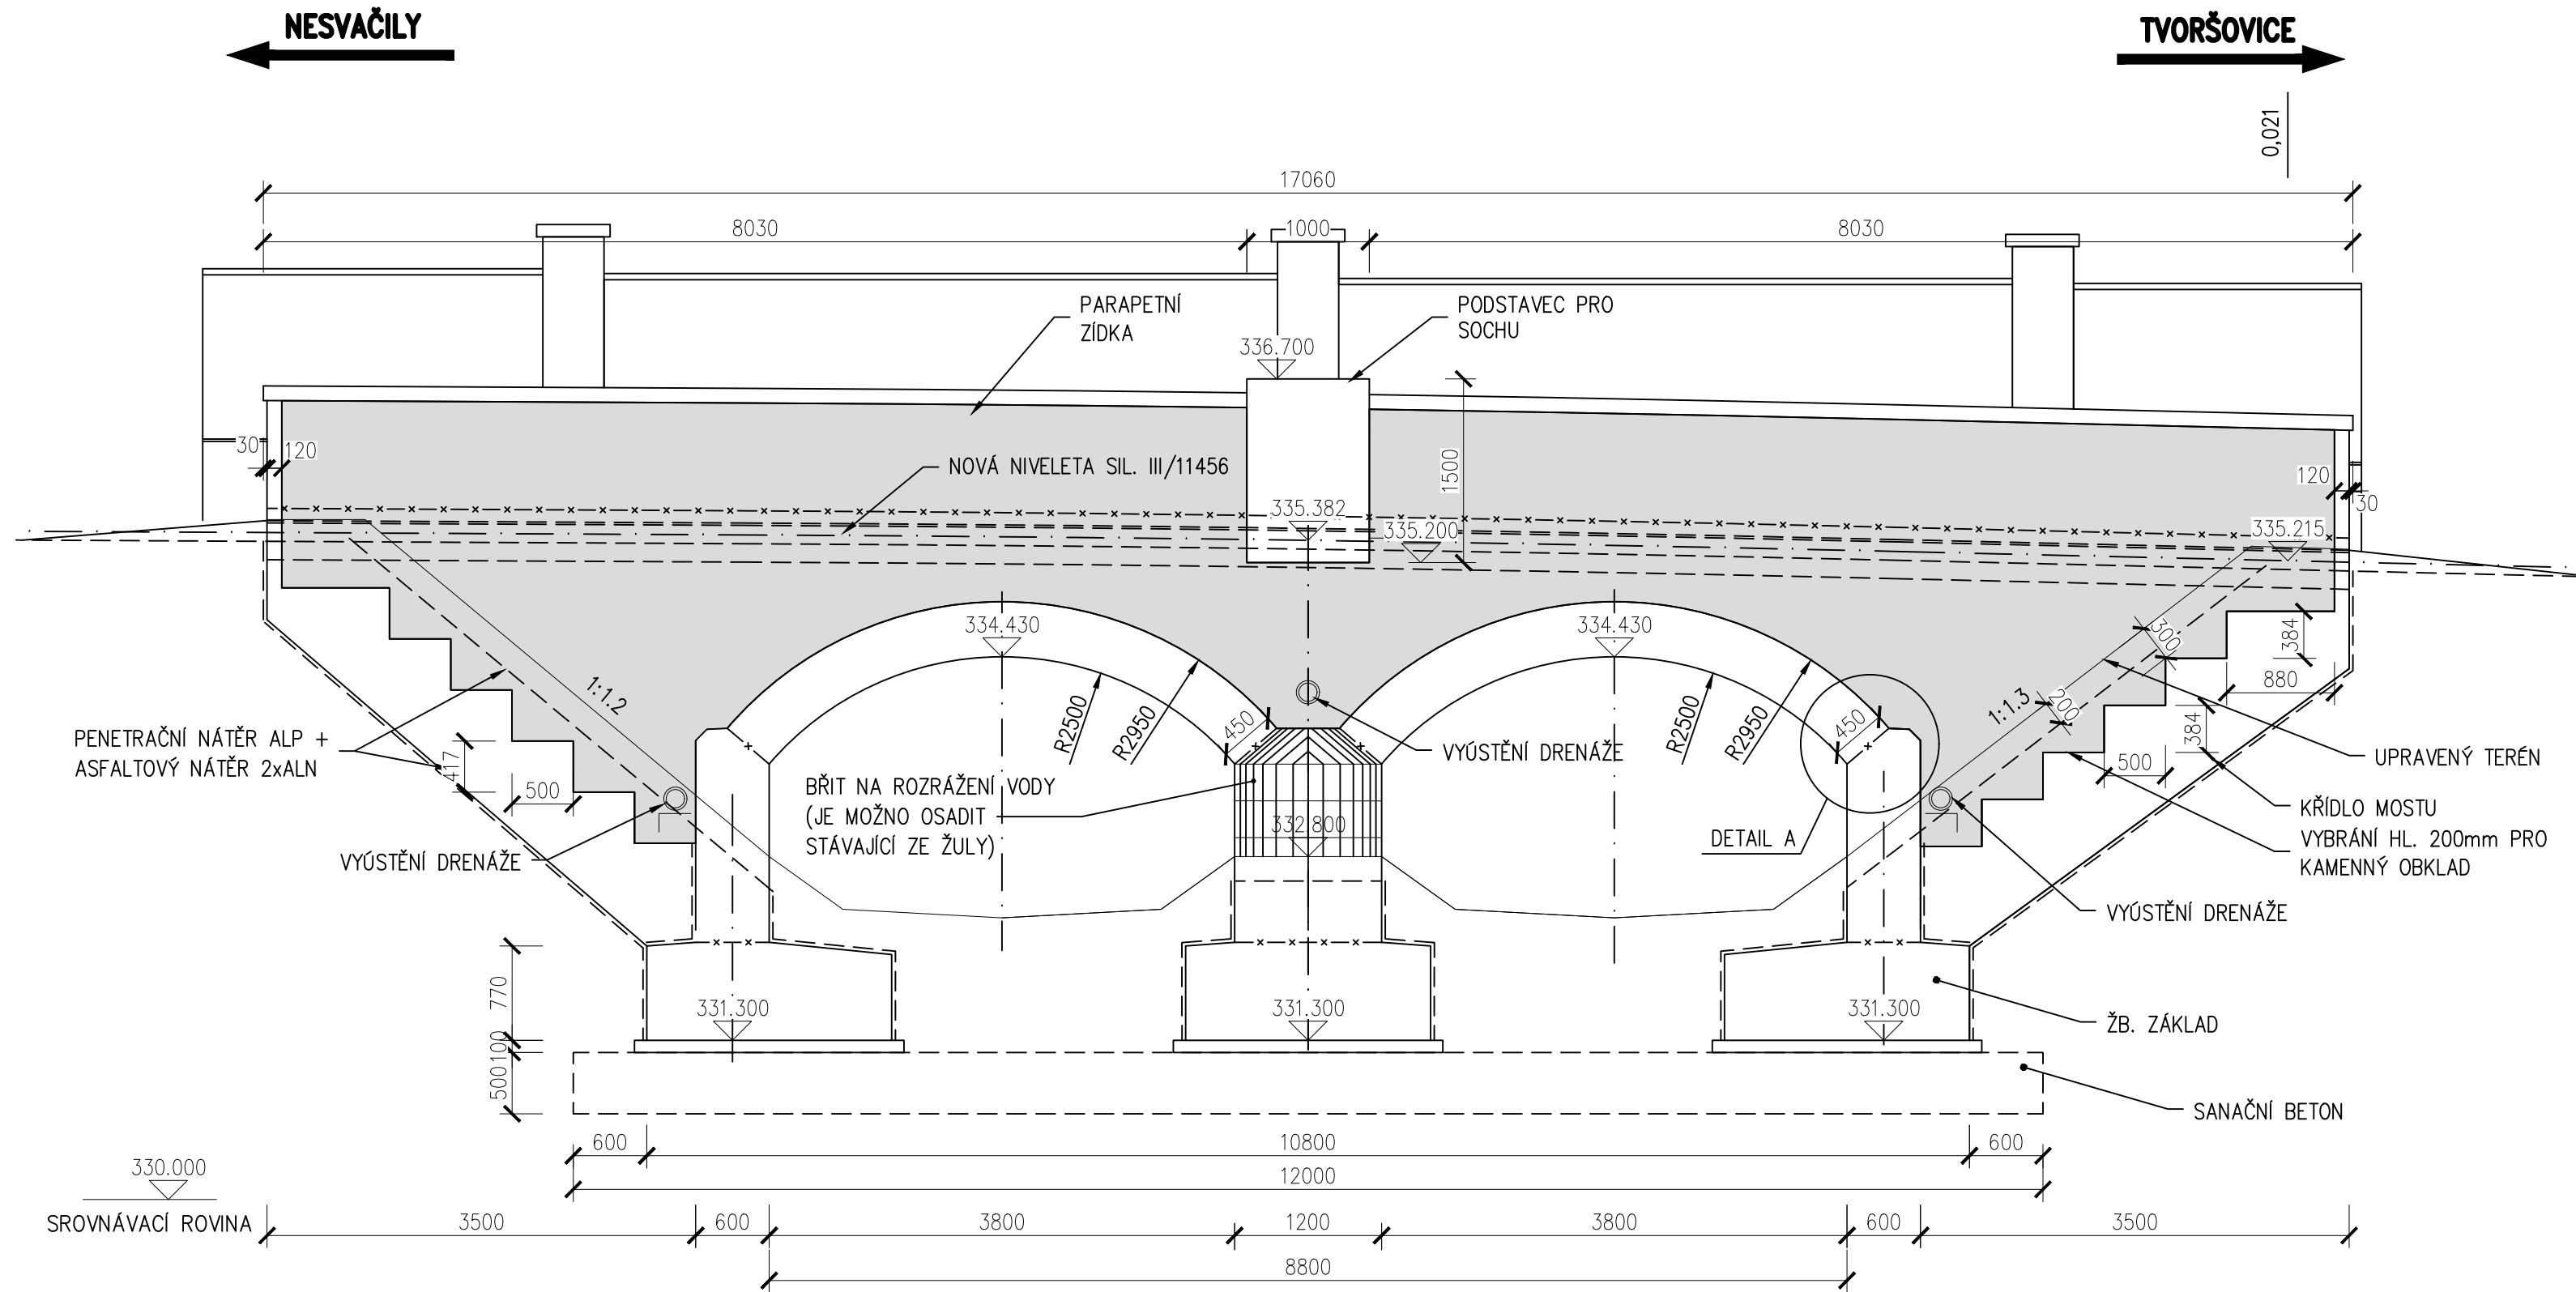 NESVAČILY
TVORŠOVICE
0,021
17060
8030
1000
8030
PARAPETNÍ
ZÍDKA
PODSTAVEC PRO
SOCHU
336.700
30
120
NOVÁ NIVELETA SIL. III/11456
1500
120
30
335.382
335.200
335.215
334.430
334.430
300
384
880
1:1.2
R2500
R2950
450
R2500
R2950
450
1:1.3
200
384
500
PENETRAČNÍ NÁTĚR ALP +
ASFALTOVÝ NÁTĚR 2xALN
417
500
VYÚSTĚNÍ DRENÁŽE
BŘIT NA ROZRÁŽENÍ VODY
(JE MOŽNO OSADIT
STÁVAJÍCÍ ZE ŽULY)
332.800
VYÚSTĚNÍ DRENÁŽE
DETAIL A
UPRAVENÝ TERÉN
KŘÍDLO MOSTU
VYBRÁNÍ HL. 200mm PRO
KAMENNÝ OBKLAD
VYÚSTĚNÍ DRENÁŽE
770
100
500
331.300
331.300
331.300
ŽB. ZÁKLAD
SANAČNÍ BETON
600
10800
600
12000
330.000
SROVNÁVACÍ ROVINA
3500
600
3800
1200
3800
600
3500
8800